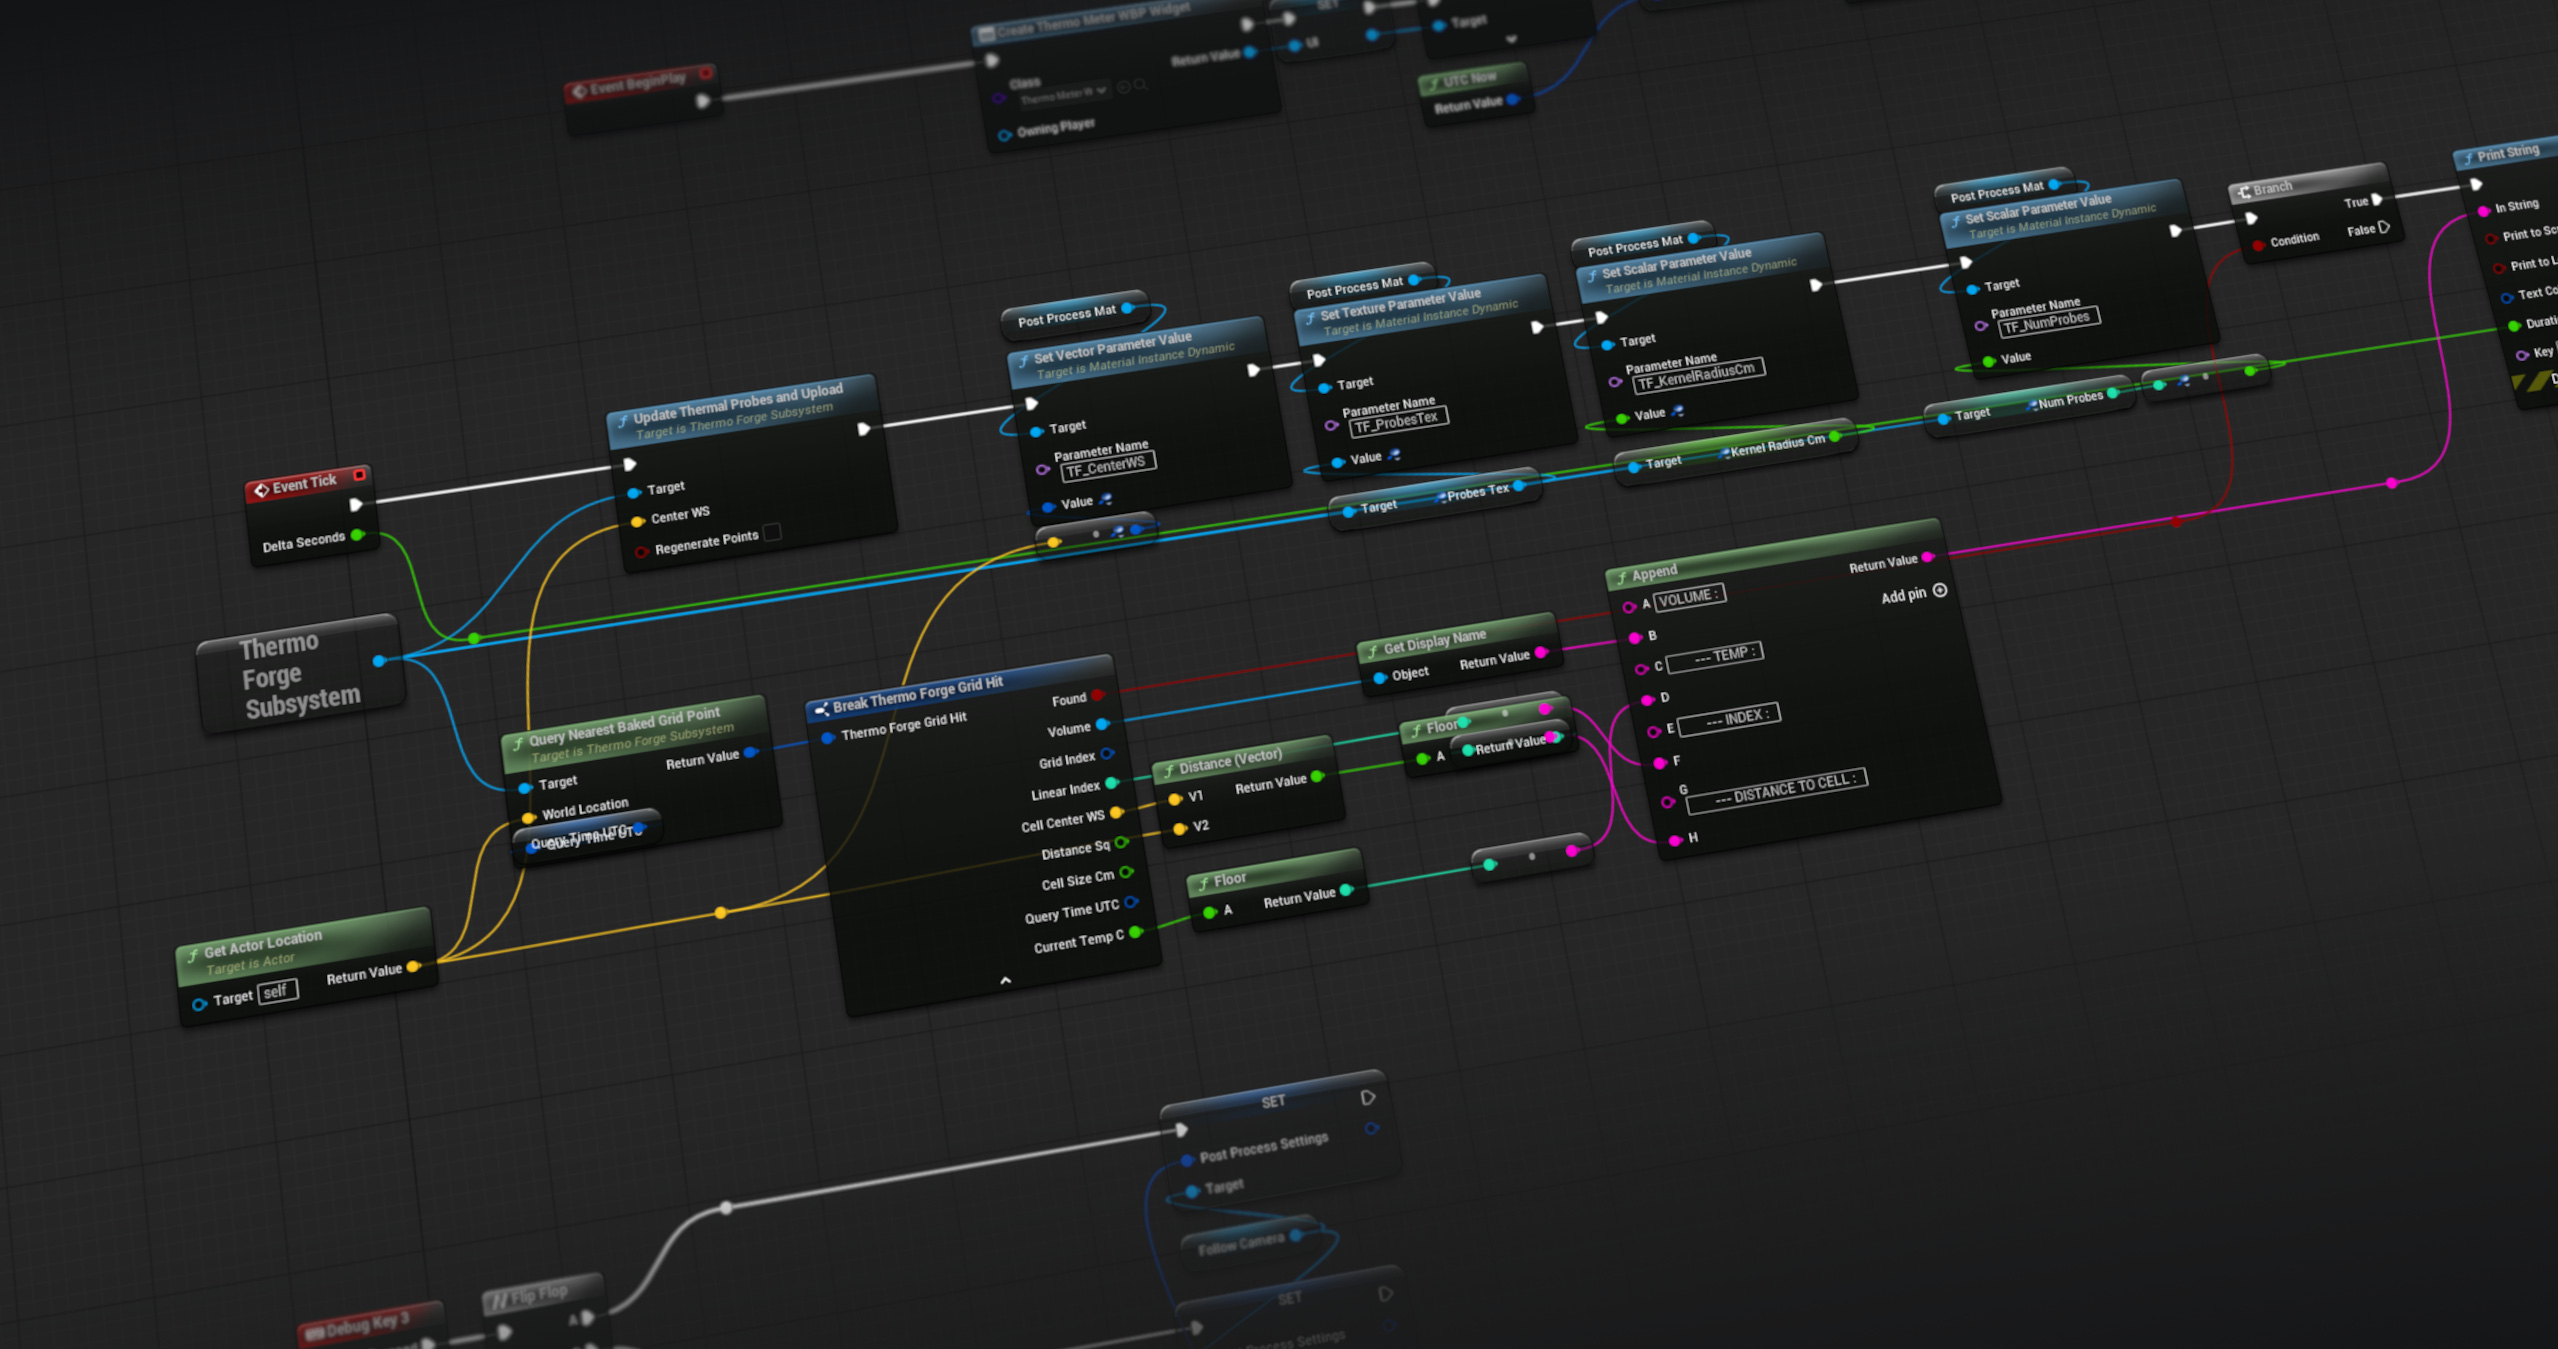 Create Thermo Meter WBP Widget
Class
Thermo Meter W
Owning Player
Return Value
SET
UI
Target
Event BeginPlay
UTC Now
Return Value
Event Tick
Delta Seconds
Update Thermal Probes and Upload
Target is Thermo Forge Subsystem
Target
Center WS
Regenerate Points
Post Process Mat
Set Vector Parameter Value
Target is Material Instance Dynamic
Target
Parameter Name
TF_CenterWS
Value
Post Process Mat
Set Texture Parameter Value
Target is Material Instance Dynamic
Target
Parameter Name
TF_ProbesTex
Value
Target
Probes Tex
Post Process Mat
Set Scalar Parameter Value
Target is Material Instance Dynamic
Target
Parameter Name
TF_KernelRadiusCm
Value
Target
Kernel Radius Cm
Post Process Mat
Set Scalar Parameter Value
Target is Material Instance Dynamic
Target
Parameter Name
TF_NumProbes
Value
Target
Num Probes
Branch
True
Condition
False
Print String
In String
Print to Sc
Print to L
Text Co
Durati
Key
D
Thermo
Forge
Subsystem
Query Nearest Baked Grid Point
Target is Thermo Forge Subsystem
Return Value
Target
World Location
Query Time UTC
Query Time UTC
Get Actor Location
Target is Actor
Target self
Return Value
Break Thermo Forge Grid Hit
Thermo Forge Grid Hit
Found
Volume
Grid Index
Linear Index
Cell Center WS
Distance Sq
Cell Size Cm
Query Time UTC
Current Temp C
Distance (Vector)
V1
V2
Return Value
Floor
A
Return Value
Get Display Name
Object
Return Value
Floor
A
Return Value
Append
Return Value
Add pin
A VOLUME :
B
C --- TEMP :
D
E --- INDEX :
F
G
--- DISTANCE TO CELL :
H
SET
Post Process Settings
Target
Follow Camera
SET
Process Settings
Debug Key 3
Flip Flop
A